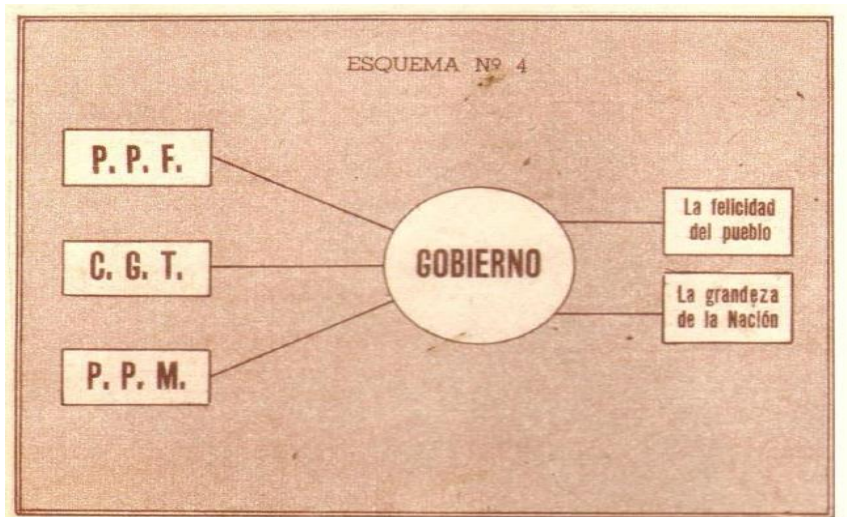 ESQUEMA Nº 4
P. P. F.
C. G. T.
P. P. M.
GOBIERNO
La felicidad
del pueblo
La grandeza
de la Nación